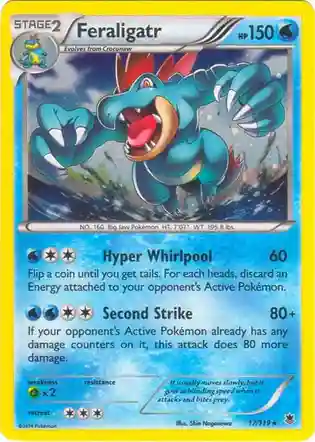 STAGE2
Feraligatr
HP150
Evolves from Croconaw
NO. 160 Big Jaw Pokémon HT. 7'07" WT. 195.8 lbs.
Hyper Whirlpool 60
Flip a coin until you get tails. For each heads, discard an
Energy attached to your opponent's Active Pokémon.
Second Strike 80+
If your opponent's Active Pokémon already has any
damage counters on it, this attack does 80 more
damage.
weakness
×2
resistance
retreat
It usually moves slowly, but it
goes at blinding speed when it
attacks and bites prey.
©2014 Pokémon
Illus. Shin Nagasawa
17/119